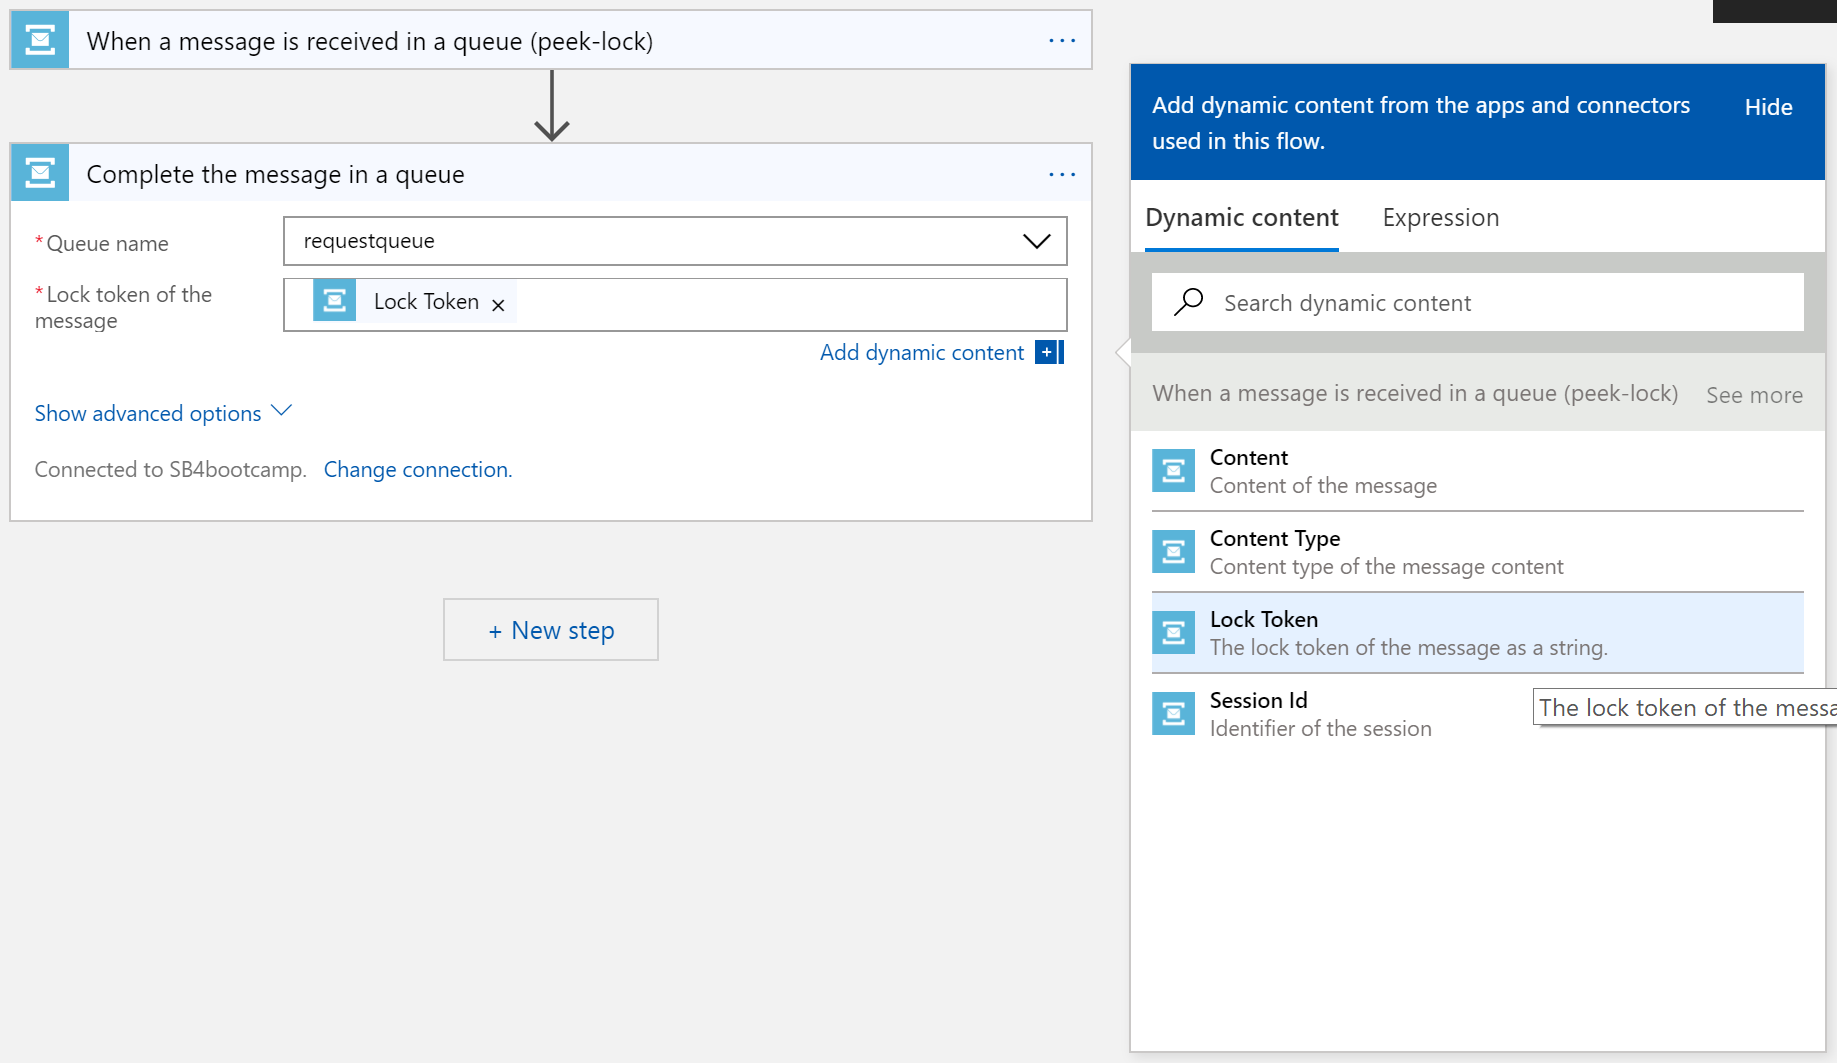 When a message is received in a queue (peek-lock)
Complete the message in a queue
*Queue name
requestqueue
*Lock token of the
message
Lock Token ×
Add dynamic content
Show advanced options
Connected to SB4bootcamp. Change connection.
+ New step
Add dynamic content from the apps and connectors
used in this flow.
Hide
Dynamic content Expression
Search dynamic content
When a message is received in a queue (peek-lock) See more
Content
Content of the message
Content Type
Content type of the message content
Lock Token
The lock token of the message as a string.
Session Id
Identifier of the session
The lock token of the messa